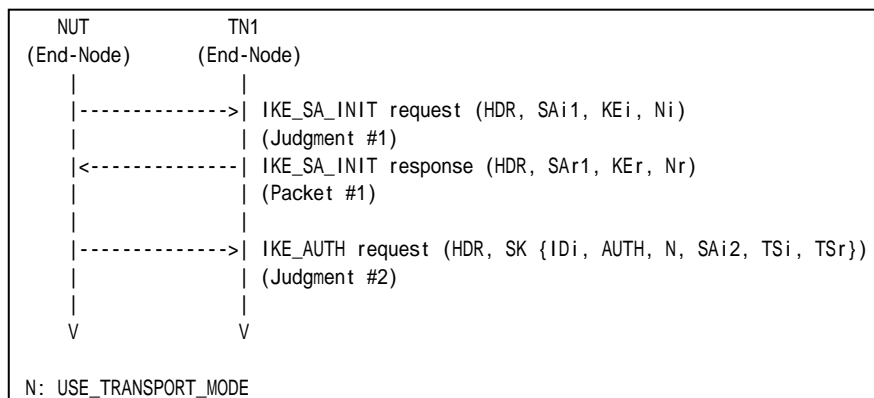 NUT TN1
(End-Node) (End-Node)
| |
|-------------->| IKE_SA_INIT request (HDR, SAi1, KEi, Ni)
| | (Judgment #1)
|<--------------| IKE_SA_INIT response (HDR, SAr1, KEr, Nr)
| | (Packet #1)
| |
|-------------->| IKE_AUTH request (HDR, SK {IDi, AUTH, N, SAi2, TSi, TSr})
| | (Judgment #2)
| |
V V
N: USE_TRANSPORT_MODE